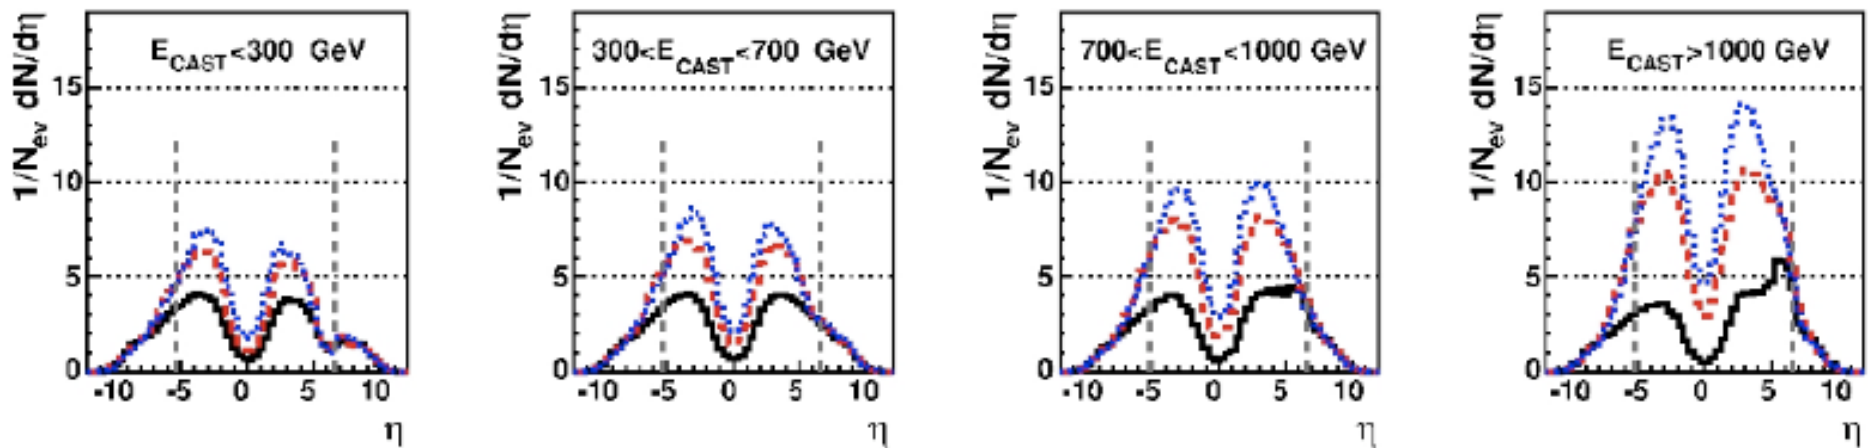 1/N_ev dN/dη
E_CAST<300 GeV
15
10
5
0
-10 -5 0 5 10
η
1/N_ev dN/dη
300<E_CAST<700 GeV
15
10
5
0
-10 -5 0 5 10
η
1/N_ev dN/dη
700<E_CAST<1000 GeV
15
10
5
0
-10 -5 0 5 10
η
1/N_ev dN/dη
E_CAST>1000 GeV
15
10
5
0
-10 -5 0 5 10
η